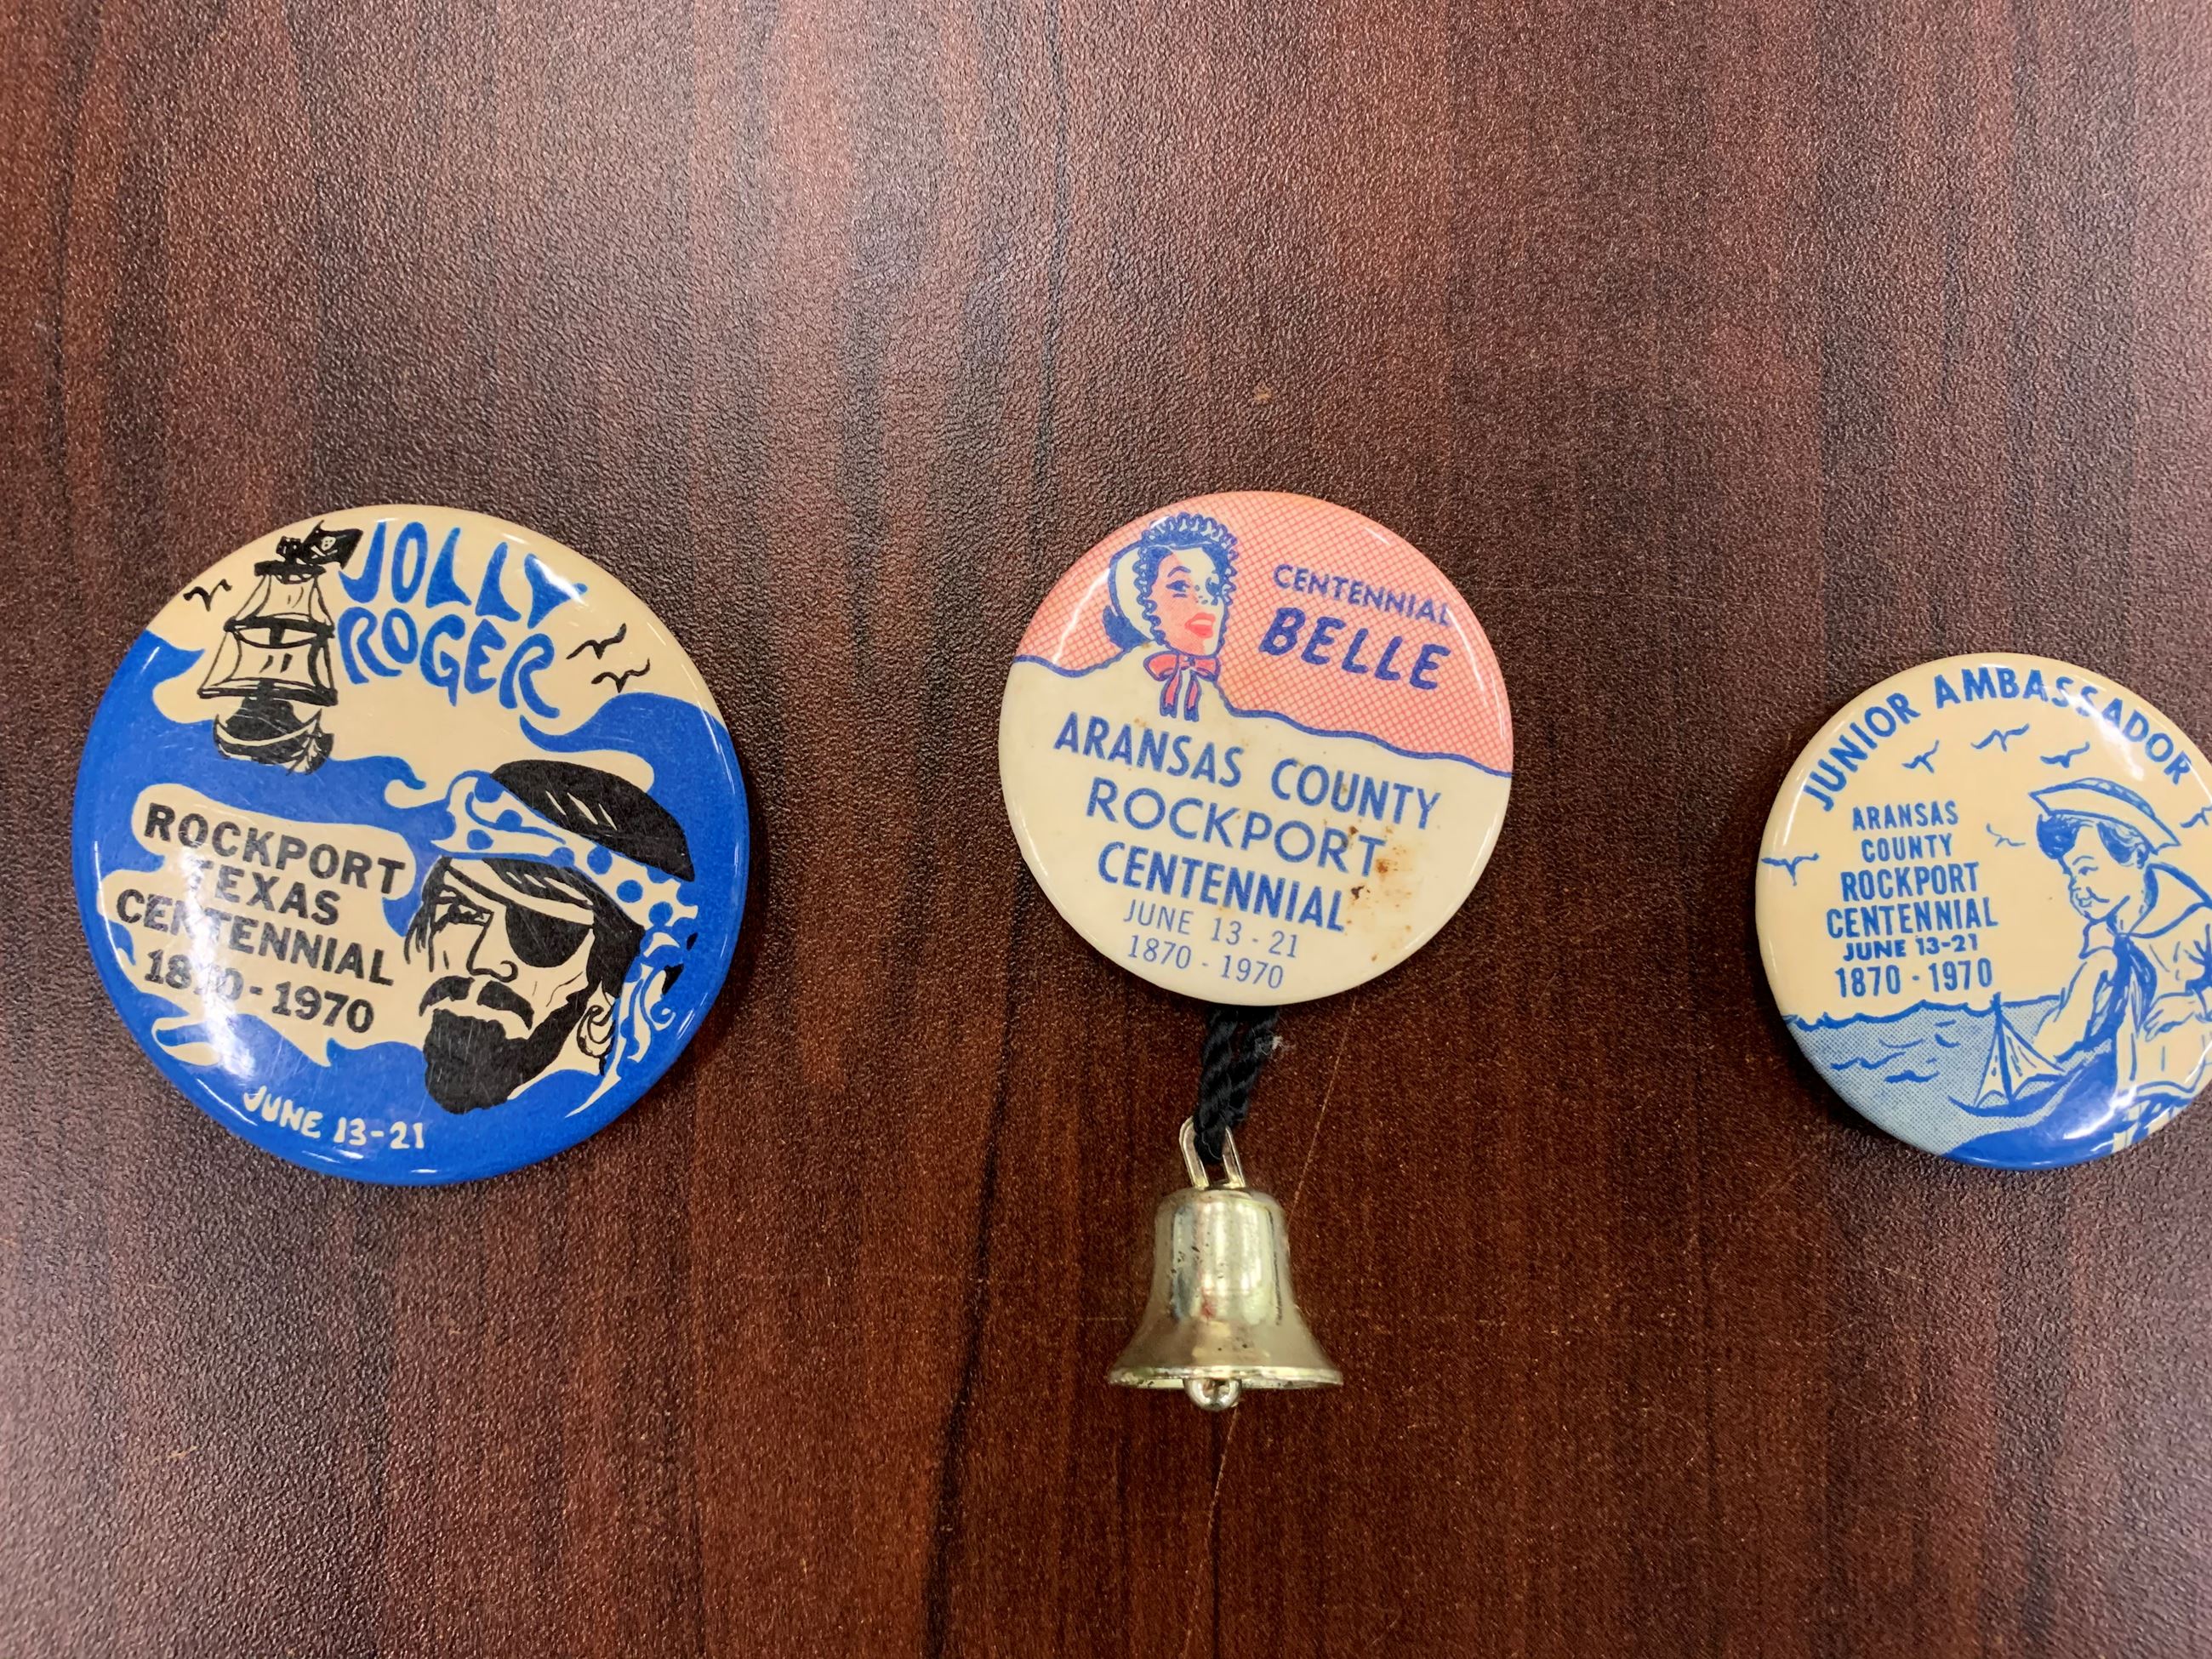 JOLLY
ROGER
ROCKPORT
TEXAS
CENTENNIAL
1870-1970
JUNE 13-21
CENTENNIAL
BELLE
ARANSAS COUNTY
ROCKPORT
CENTENNIAL
JUNE 13-21
1870-1970
JUNIOR AMBASSADOR
ARANSAS
COUNTY
ROCKPORT
CENTENNIAL
JUNE 13-21
1870-1970